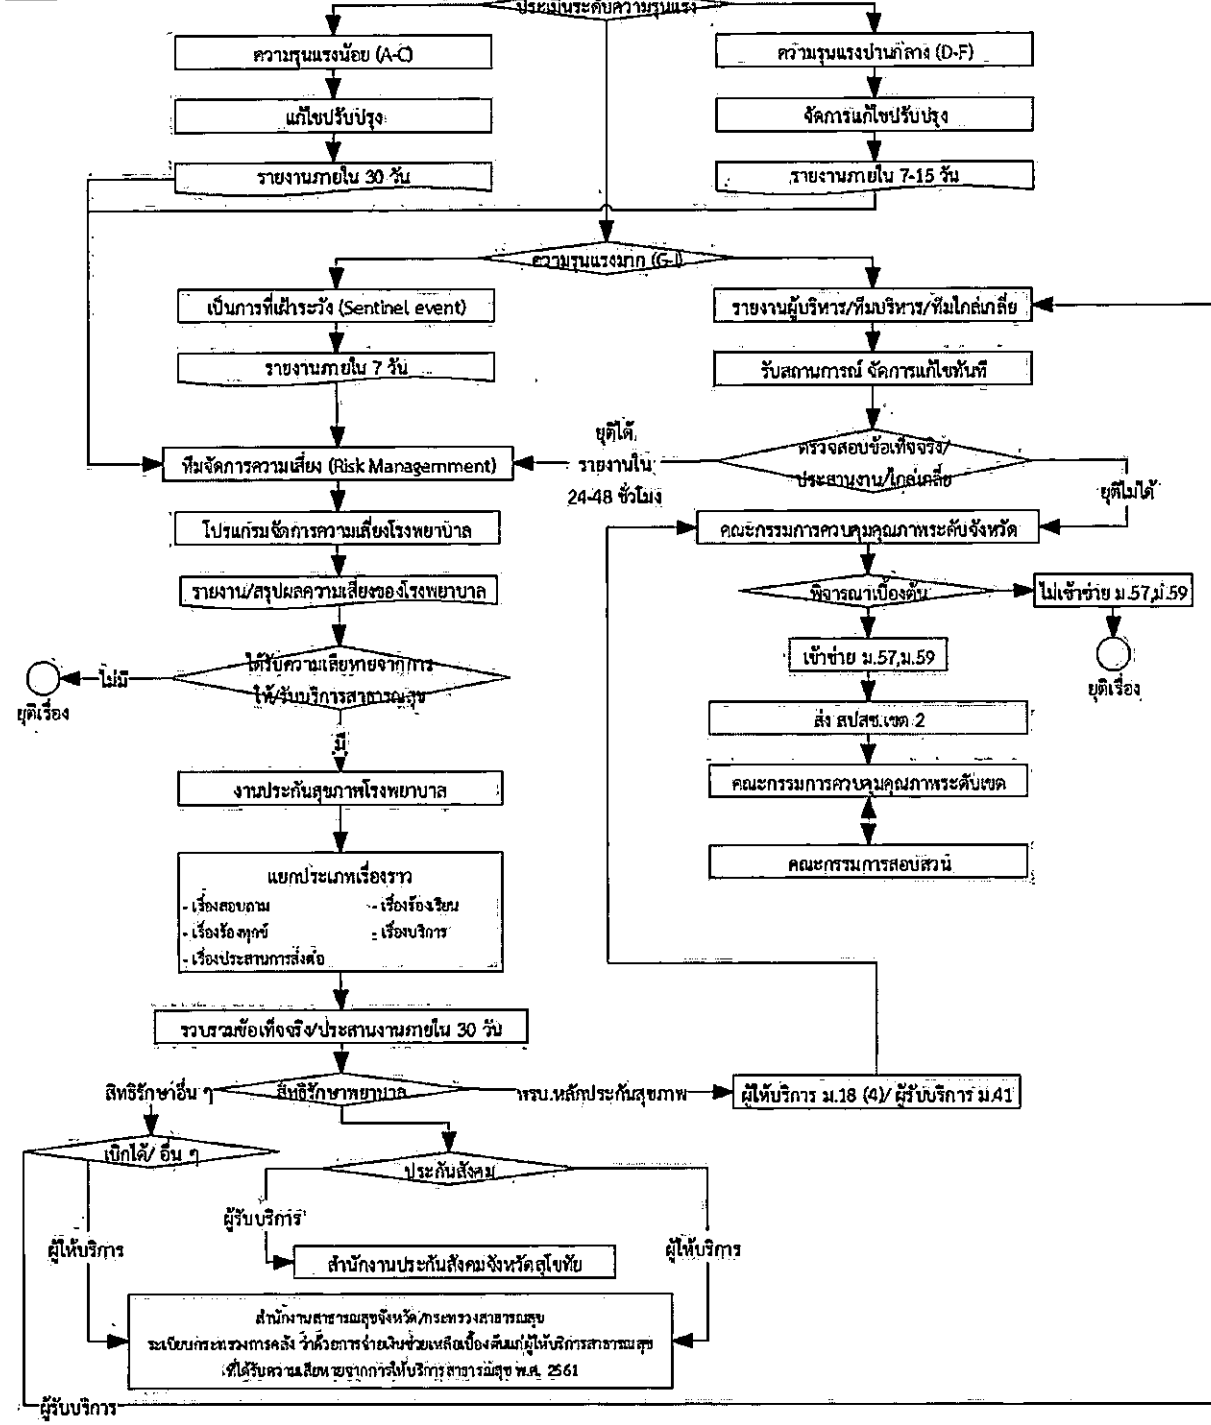 ประเมินระดับความรุนแรง
ความรุนแรงน้อย (A-C)
ความรุนแรงปานกลาง (D-F)
แก้ไขปรับปรุง
จัดการแก้ไขปรับปรุง
รายงานภายใน 30 วัน
รายงานภายใน 7-15 วัน
ความรุนแรงมาก (G-I)
เป็นการที่เฝ้าระวัง (Sentinel event)
รายงานผู้บริหาร/ทีมบริหาร/ทีมไกล่เกลี่ย
รายงานภายใน 7 วัน
รับสถานการณ์ จัดการแก้ไขทันที
ยุติได้
รายงานใน
24-48 ชั่วโมง
ตรวจสอบข้อเท็จจริง/
ประสานงาน/ไกล่เกลี่ย
ยุติไม่ได้
ทีมจัดการความเสี่ยง (Risk Managemment)
โปรแกรมจัดการความเสี่ยงโรงพยาบาล
คณะกรรมการควบคุมคุณภาพระดับจังหวัด
รายงาน/สรุปผลความเสี่ยงของโรงพยาบาล
พิจารณาเบื้องต้น
ไม่เข้าข่าย ม.57,ม.59
เข้าข่าย ม.57,ม.59
ยุติเรื่อง
ได้รับความเสียหายจากการ
ให้/รับบริการสาธารณสุข
ไม่มี
ยุติเรื่อง
ส่ง สปสช.เขต 2
มี
งานประกันสุขภาพโรงพยาบาล
คณะกรรมการควบคุมคุณภาพระดับเขต
คณะกรรมการสอบสวน
แยกประเภทเรื่องราว
- เรื่องสอบถาม
- เรื่องร้องเรียน
- เรื่องร้องทุกข์
- เรื่องบริการ
- เรื่องประสานการส่งต่อ
รวบรวมข้อเท็จจริง/ประสานงานภายใน 30 วัน
สิทธิรักษาอื่น ๆ
สิทธิรักษาพยาบาล
พรบ.หลักประกันสุขภาพ
ผู้ให้บริการ ม.18 (4)/ ผู้รับบริการ ม.41
เบิกได้/ อื่น ๆ
ประกันสังคม
ผู้รับบริการ
ผู้ให้บริการ
ผู้ให้บริการ
สำนักงานประกันสังคมจังหวัดสุโขทัย
สำนักงานสาธารณสุขจังหวัด/กระทรวงสาธารณสุข
ระเบียบกระทรวงการคลัง ว่าด้วยการจ่ายเงินช่วยเหลือเบื้องต้นแก่ผู้ให้บริการสาธารณสุข
ที่ได้รับความเสียหายจากการให้บริการสาธารณสุข พ.ศ. 2561
ผู้รับบริการ